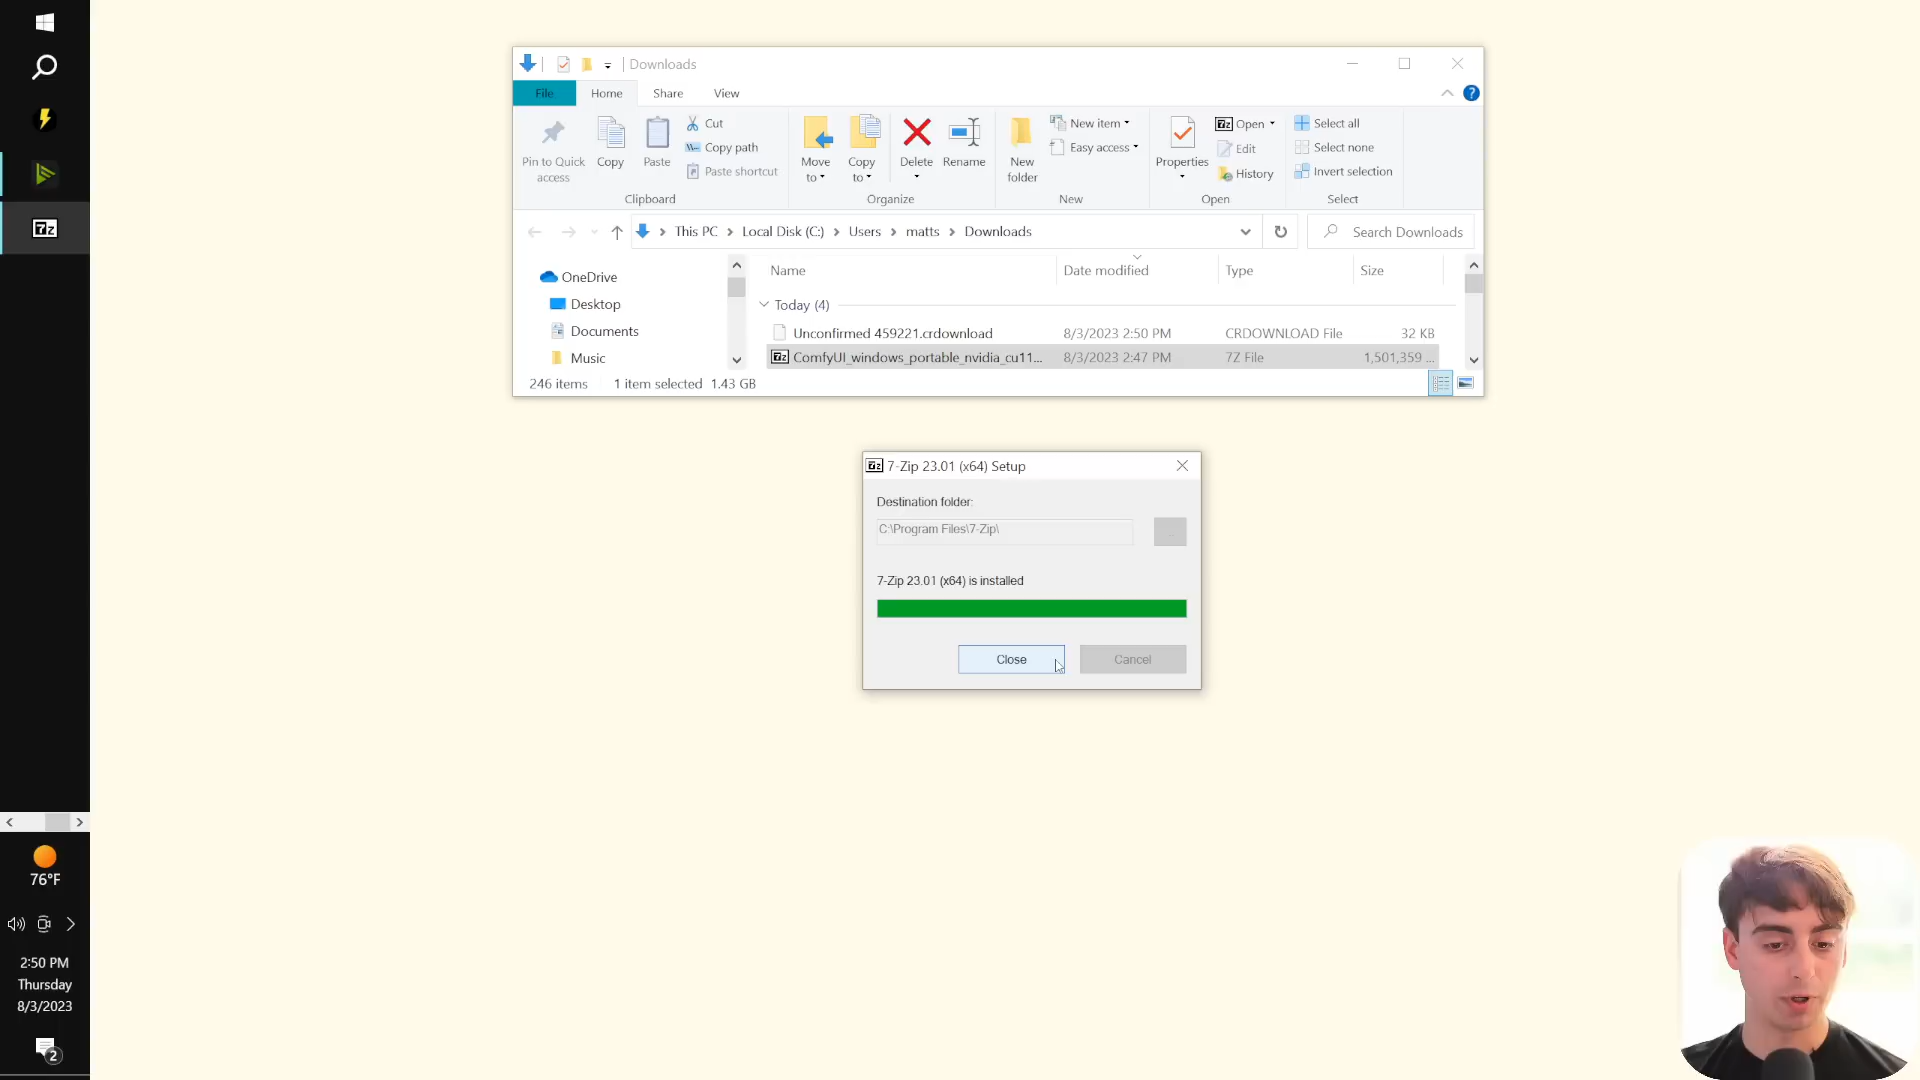 Downloads
File Home Share View
Pin to Quick access
Copy
Paste
Cut
Copy path
Paste shortcut
Clipboard
Move to
Copy to
Delete
Rename
Organize
New folder
New item
Easy access
New
Properties
Open
Edit
History
Open
Select all
Select none
Invert selection
Select
This PC > Local Disk (C:) > Users > matts > Downloads
Search Downloads
OneDrive
Desktop
Documents
Music
Name Date modified Type Size
Today (4)
Unconfirmed 459221.crdownload 8/3/2023 2:50 PM CRDOWNLOAD File 32 KB
ComfyUI_windows_portable_nvidia_cu11... 8/3/2023 2:47 PM 7Z File 1,501,359 ...
246 items 1 item selected 1.43 GB
7-Zip 23.01 (x64) Setup
Destination folder:
C:\Program Files\7-Zip\
7-Zip 23.01 (x64) is installed
Close Cancel
7z
76°F
2:50 PM
Thursday
8/3/2023
2